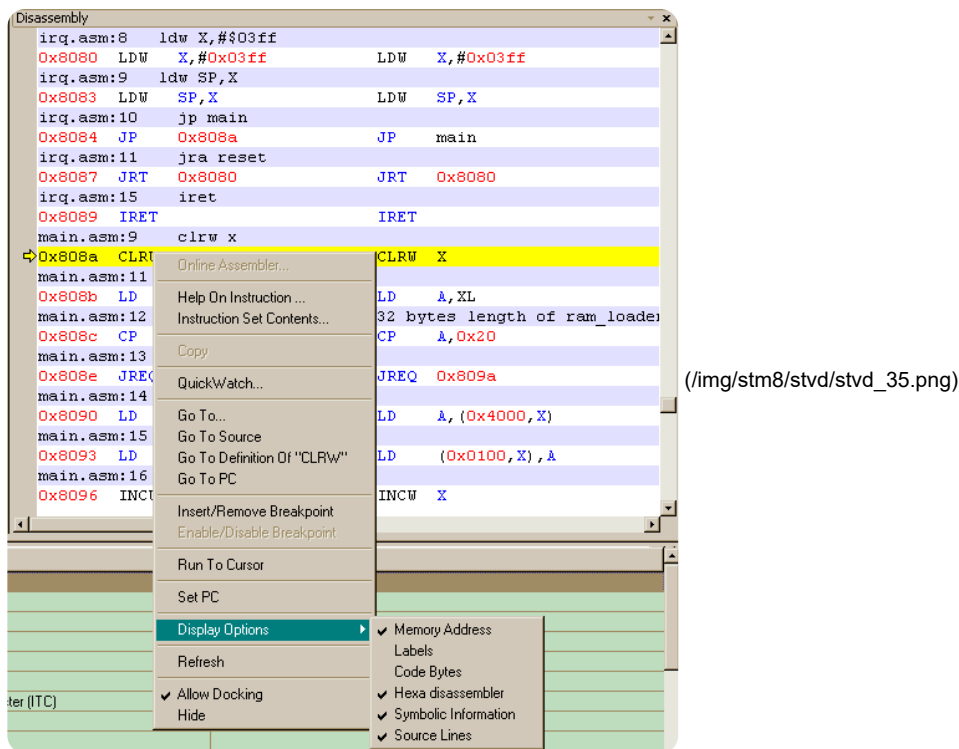 Disassembly
irq.asm:8 ldw X,#$03ff
0x8080 LDW X,#0x03ff LDW X,#0x03ff
irq.asm:9 ldw SP,X
0x8083 LDW SP,X LDW SP,X
irq.asm:10 jp main
0x8084 JP 0x808a JP main
irq.asm:11 jra reset
0x8087 JRT 0x8080 JRT 0x8080
irq.asm:15 iret
0x8089 IRET IRET
main.asm:9 clrw x
0x808a CLRW X
main.asm:11
0x808b LD LD A,XL
main.asm:12 32 bytes length of ram_loader
0x808c CP CP A,0x20
main.asm:13
0x808e JREQ 0x809a
main.asm:14
0x8090 LD LD A,(0x4000,X)
main.asm:15
0x8093 LD LD (0x0100,X),A
main.asm:16
0x8096 INCW X
Online Assembler...
Help On Instruction ...
Instruction Set Contents...
Copy
QuickWatch...
Go To...
Go To Source
Go To Definition Of "CLRW"
Go To PC
Insert/Remove Breakpoint
Enable/Disable Breakpoint
Run To Cursor
Set PC
Display Options
Refresh
Allow Docking
Hide
Memory Address
Labels
Code Bytes
Hexa disassembler
Symbolic Information
Source Lines
(ITC)
(/img/stm8/stvd/stvd_35.png)